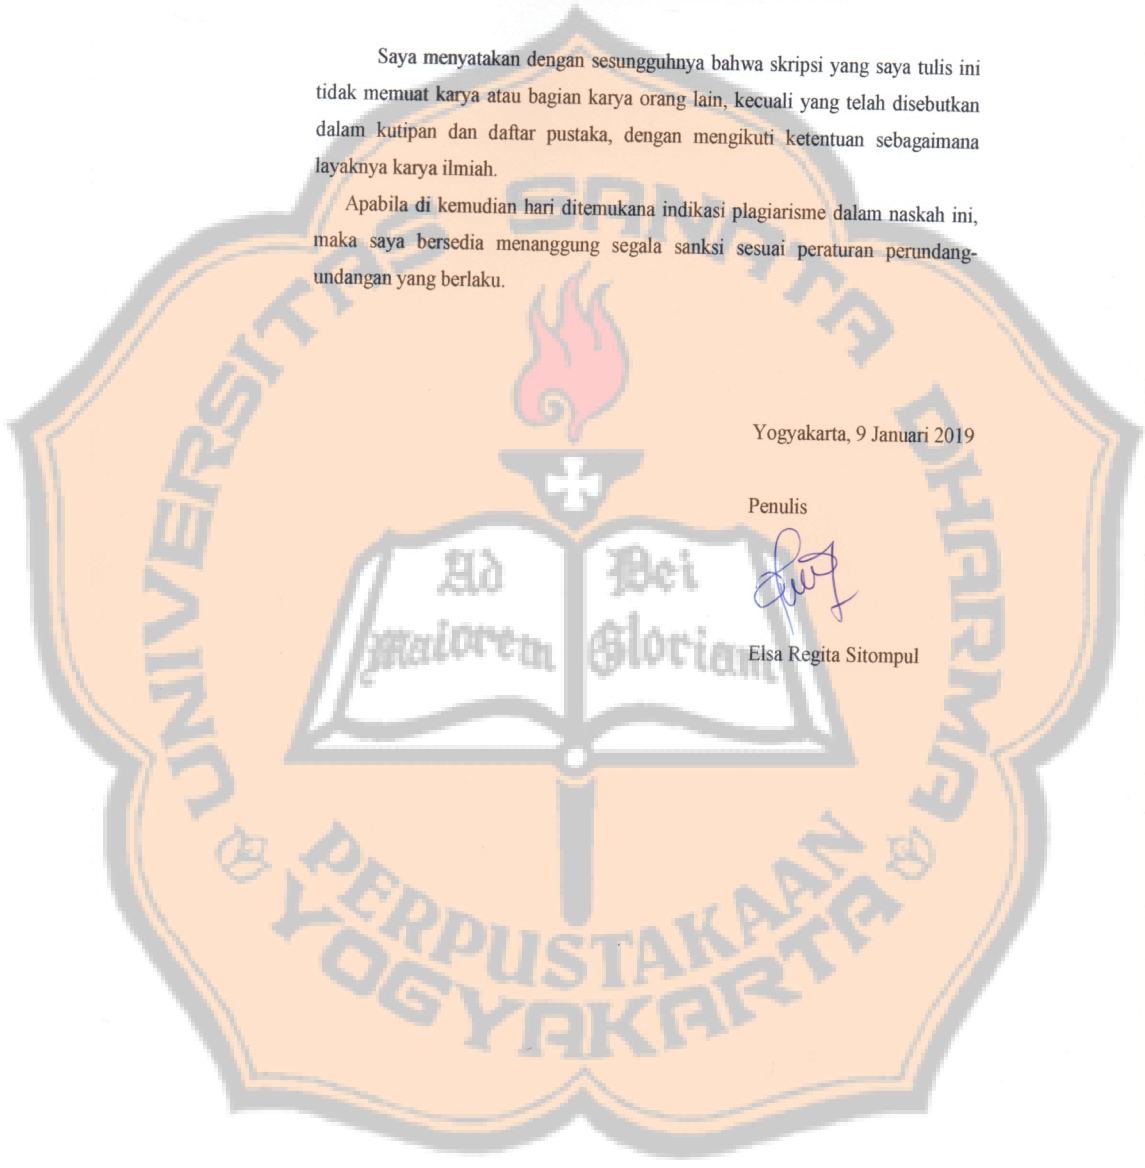 Saya menyatakan dengan sesungguhnya bahwa skripsi yang saya tulis ini
tidak memuat karya atau bagian karya orang lain, kecuali yang telah disebutkan
dalam kutipan dan daftar pustaka, dengan mengikuti ketentuan sebagaimana
layaknya karya ilmiah.
Apabila di kemudian hari ditemukana indikasi plagiarisme dalam naskah ini,
maka saya bersedia menanggung segala sanksi sesuai peraturan perundang-
undangan yang berlaku.
UNIVERSITAS SANATA DHARMA
Yogyakarta, 9 Januari 2019
Penulis
Ad
Dei
maiorem
Gloriam
Elsa Regita Sitompul
PERPUSTAKAAN
YOGYAKARTA